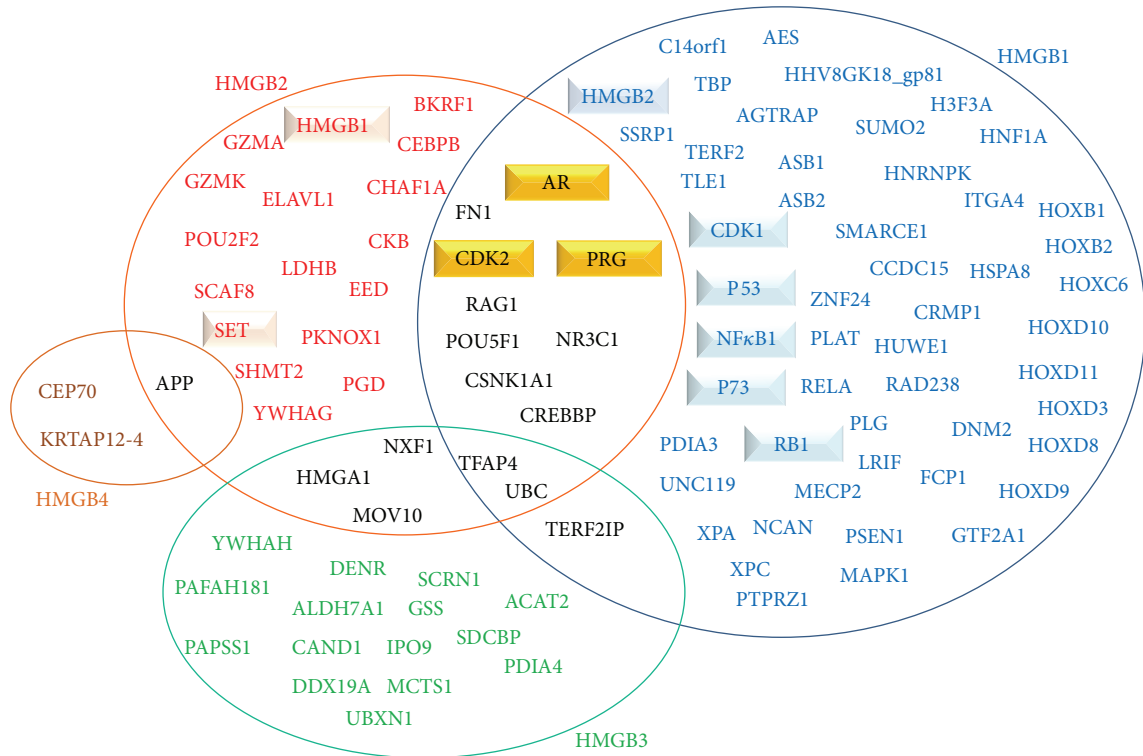 HMGB2
HMGB1
GZMA
BKRF1
CEBPB
GZMK
ELAVL1
CHAF1A
POU2F2
CKB
LDHB
SCAF8
EED
SET
PKNOX1
SHMT2
PGD
YWHAG
APP
CEP70
KRTAP12-4
HMGB4
AR
FN1
CDK2
PRG
RAG1
POU5F1
NR3C1
CSNK1A1
CREBBP
NXF1
TFAP4
HMGA1
UBC
MOV10
TERF2IP
YWHAH
DENR
SCRN1
PAFAH181
ALDH7A1
GSS
ACAT2
PAPSS1
CAND1
IPO9
SDCBP
PDIA4
DDX19A
MCTS1
UBXN1
HMGB3
HMGB1
C14orf1
AES
TBP
HHV8GK18_gp81
HMGB2
H3F3A
AGTRAP
SSRP1
SUMO2
HNF1A
TERF2
ASB1
HNRNPK
TLE1
ASB2
ITGA4
HOXB1
CDK1
SMARCE1
HOXB2
CCDC15
HSPA8
HOXC6
P53
ZNF24
CRMP1
HOXD10
NFκB1
PLAT
HUWE1
HOXD11
P73
RELA
RAD238
HOXD3
PLG
DNM2
HOXD8
PDIA3
RB1
LRIF
FCP1
UNC119
MECP2
HOXD9
XPA
NCAN
PSEN1
GTF2A1
XPC
MAPK1
PTPRZ1